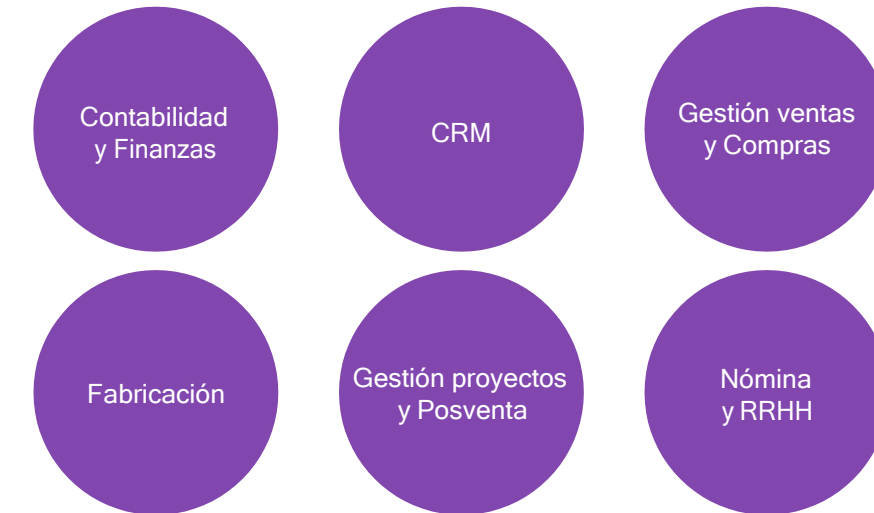 Contabilidad
y Finanzas
CRM
Gestión ventas
y Compras
Fabricación
Gestión proyectos
y Posventa
Nómina
y RRHH